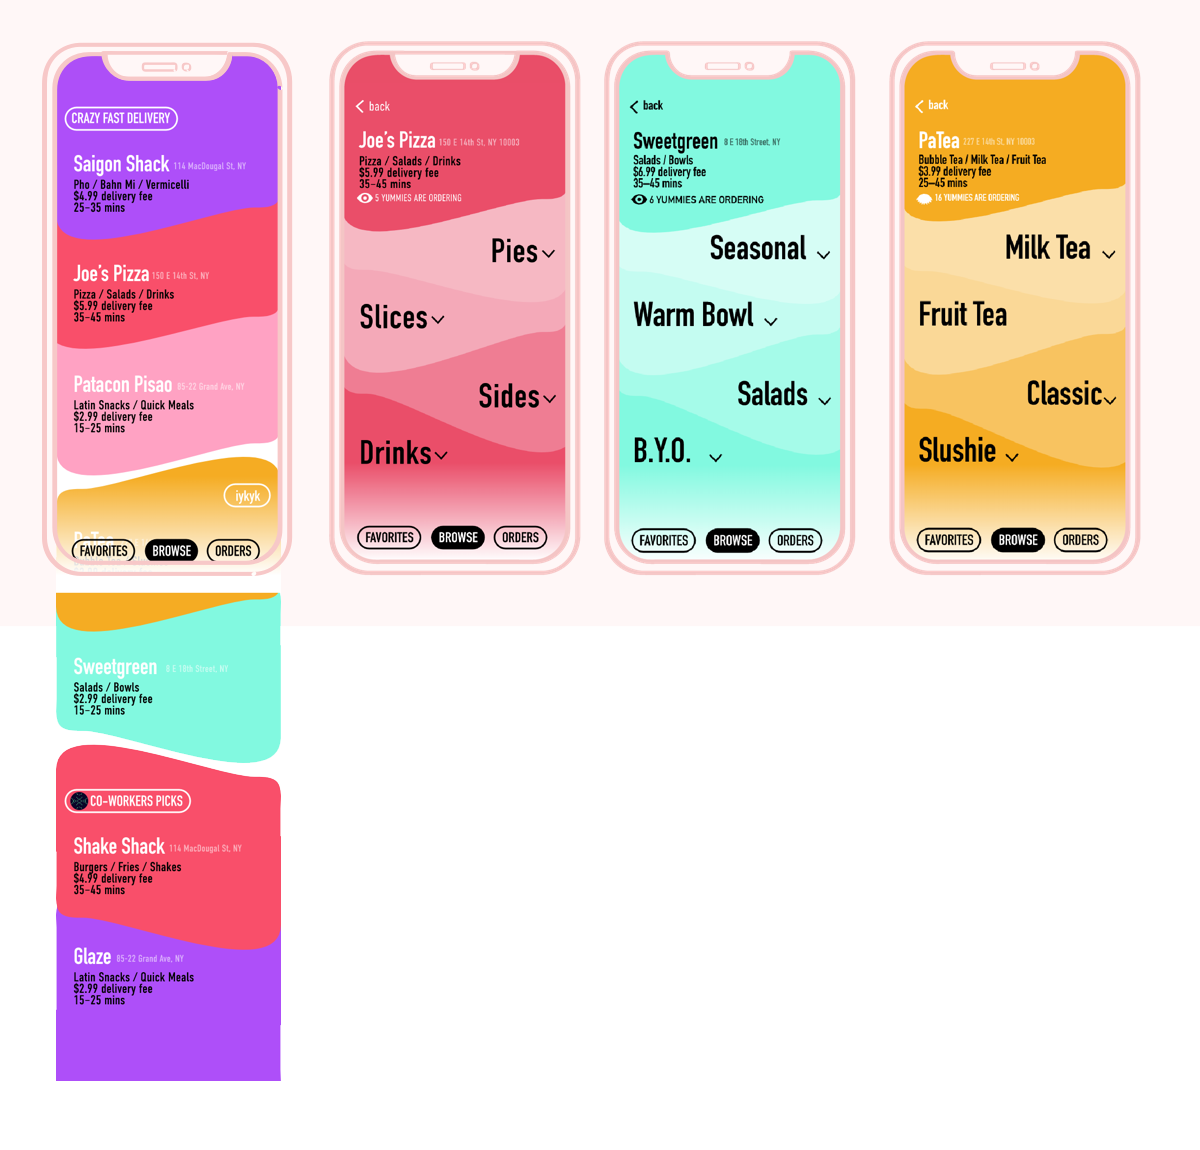 CRAZY FAST DELIVERY
Saigon Shack 114 MacDougal St, NY
Pho / Bahn Mi / Vermicelli
$4.99 delivery fee
25-35 mins
Joe's Pizza 150 E 14th St, NY
Pizza / Salads / Drinks
$5.99 delivery fee
35-45 mins
Patacon Pisao 85-22 Grand Ave, NY
Latin Snacks / Quick Meals
$2.99 delivery fee
15-25 mins
iykyk
PaTea
FAVORITES BROWSE ORDERS
Sweetgreen 8 E 18th Street, NY
Salads / Bowls
$2.99 delivery fee
15-25 mins
CO-WORKERS PICKS
Shake Shack 114 MacDougal St, NY
Burgers / Fries / Shakes
$4.99 delivery fee
35-45 mins
Glaze 85-22 Grand Ave, NY
Latin Snacks / Quick Meals
$2.99 delivery fee
15-25 mins
back
Joe's Pizza 150 E 14th St, NY 10003
Pizza / Salads / Drinks
$5.99 delivery fee
35-45 mins
5 YUMMIES ARE ORDERING
Pies
Slices
Sides
Drinks
FAVORITES BROWSE ORDERS
back
Sweetgreen 8 E 18th Street, NY
Salads / Bowls
$6.99 delivery fee
35-45 mins
6 YUMMIES ARE ORDERING
Seasonal
Warm Bowl
Salads
B.Y.O.
FAVORITES BROWSE ORDERS
back
PaTea 227 E 14th St, NY 10003
Bubble Tea / Milk Tea / Fruit Tea
$3.99 delivery fee
25-45 mins
16 YUMMIES ARE ORDERING
Milk Tea
Fruit Tea
Classic
Slushie
FAVORITES BROWSE ORDERS